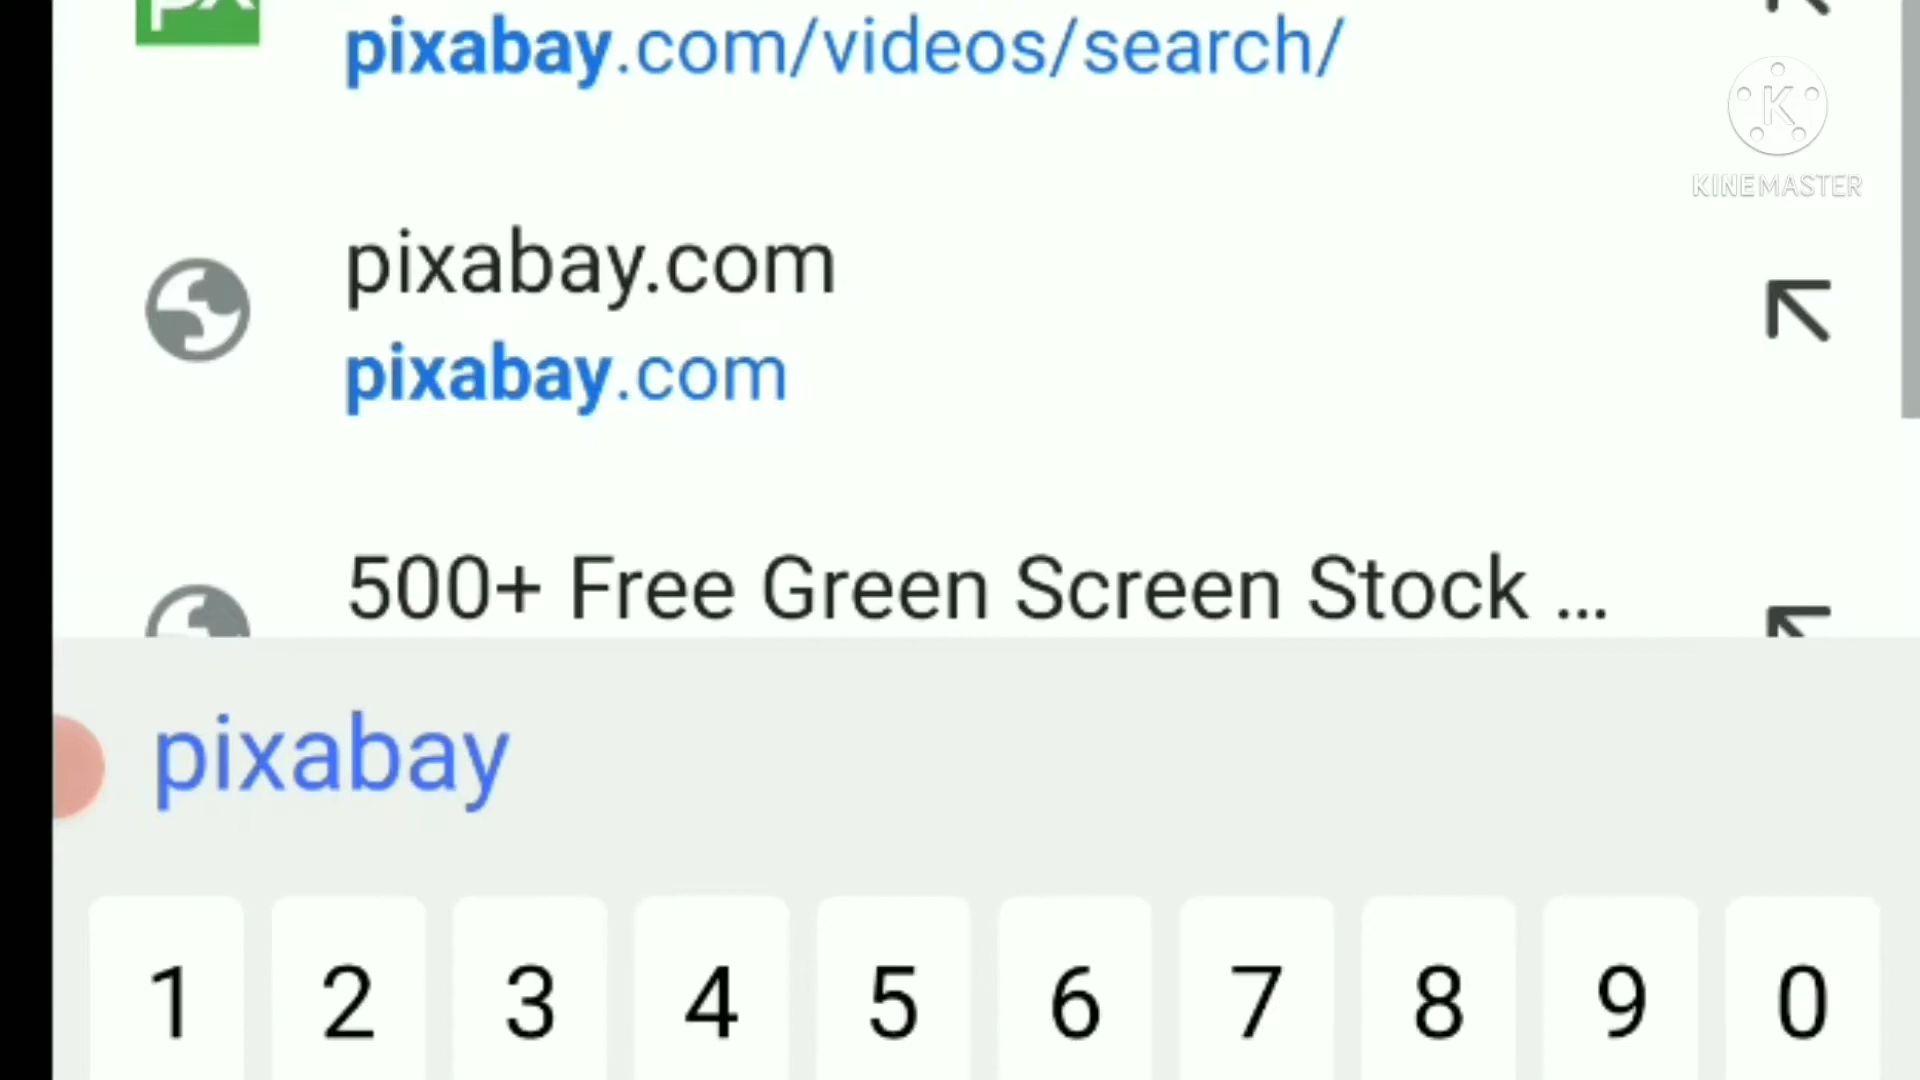 pixabay.com/videos/search/
K
KINEMASTER
pixabay.com
pixabay.com
500+ Free Green Screen Stock ...
pixabay
1 2 3 4 5 6 7 8 9 0